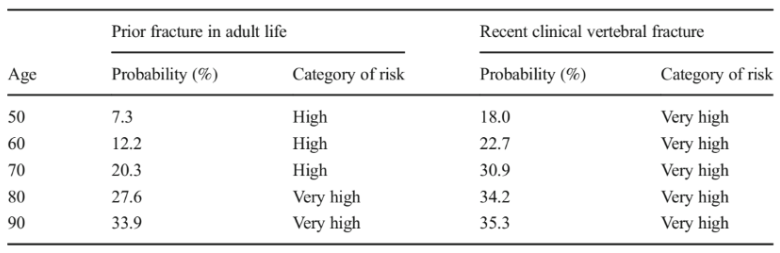 Prior fracture in adult life Recent clinical vertebral fracture
Age Probability (%) Category of risk Probability (%) Category of risk
50 7.3 High 18.0 Very high
60 12.2 High 22.7 Very high
70 20.3 High 30.9 Very high
80 27.6 Very high 34.2 Very high
90 33.9 Very high 35.3 Very high